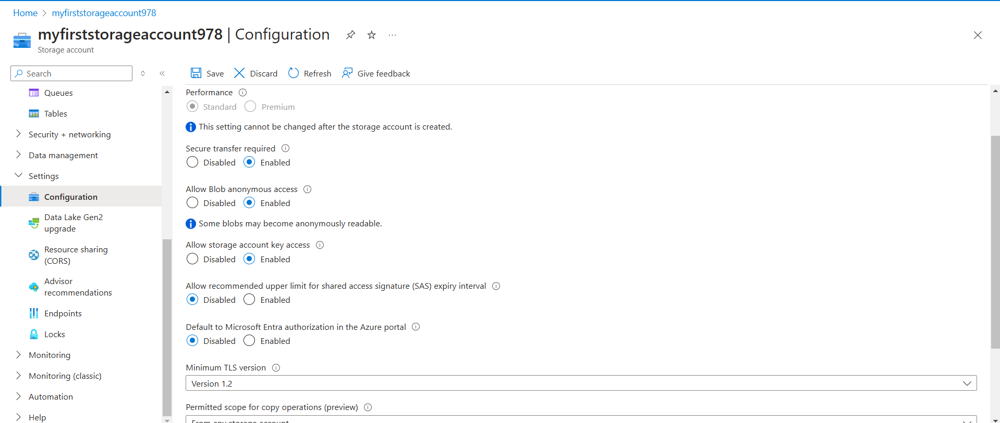 Home > myfirststorageaccount978
myfirststorageaccount978 | Configuration
Storage account
Search
Save Discard Refresh Give feedback
Queues
Tables
Security + networking
Data management
Settings
Configuration
Data Lake Gen2
upgrade
Resource sharing
(CORS)
Advisor
recommendations
Endpoints
Locks
Monitoring
Monitoring (classic)
Automation
Help
Performance
Standard Premium
This setting cannot be changed after the storage account is created.
Secure transfer required
Disabled Enabled
Allow Blob anonymous access
Disabled Enabled
Some blobs may become anonymously readable.
Allow storage account key access
Disabled Enabled
Allow recommended upper limit for shared access signature (SAS) expiry interval
Disabled Enabled
Default to Microsoft Entra authorization in the Azure portal
Disabled Enabled
Minimum TLS version
Version 1.2
Permitted scope for copy operations (preview)
From any storage account